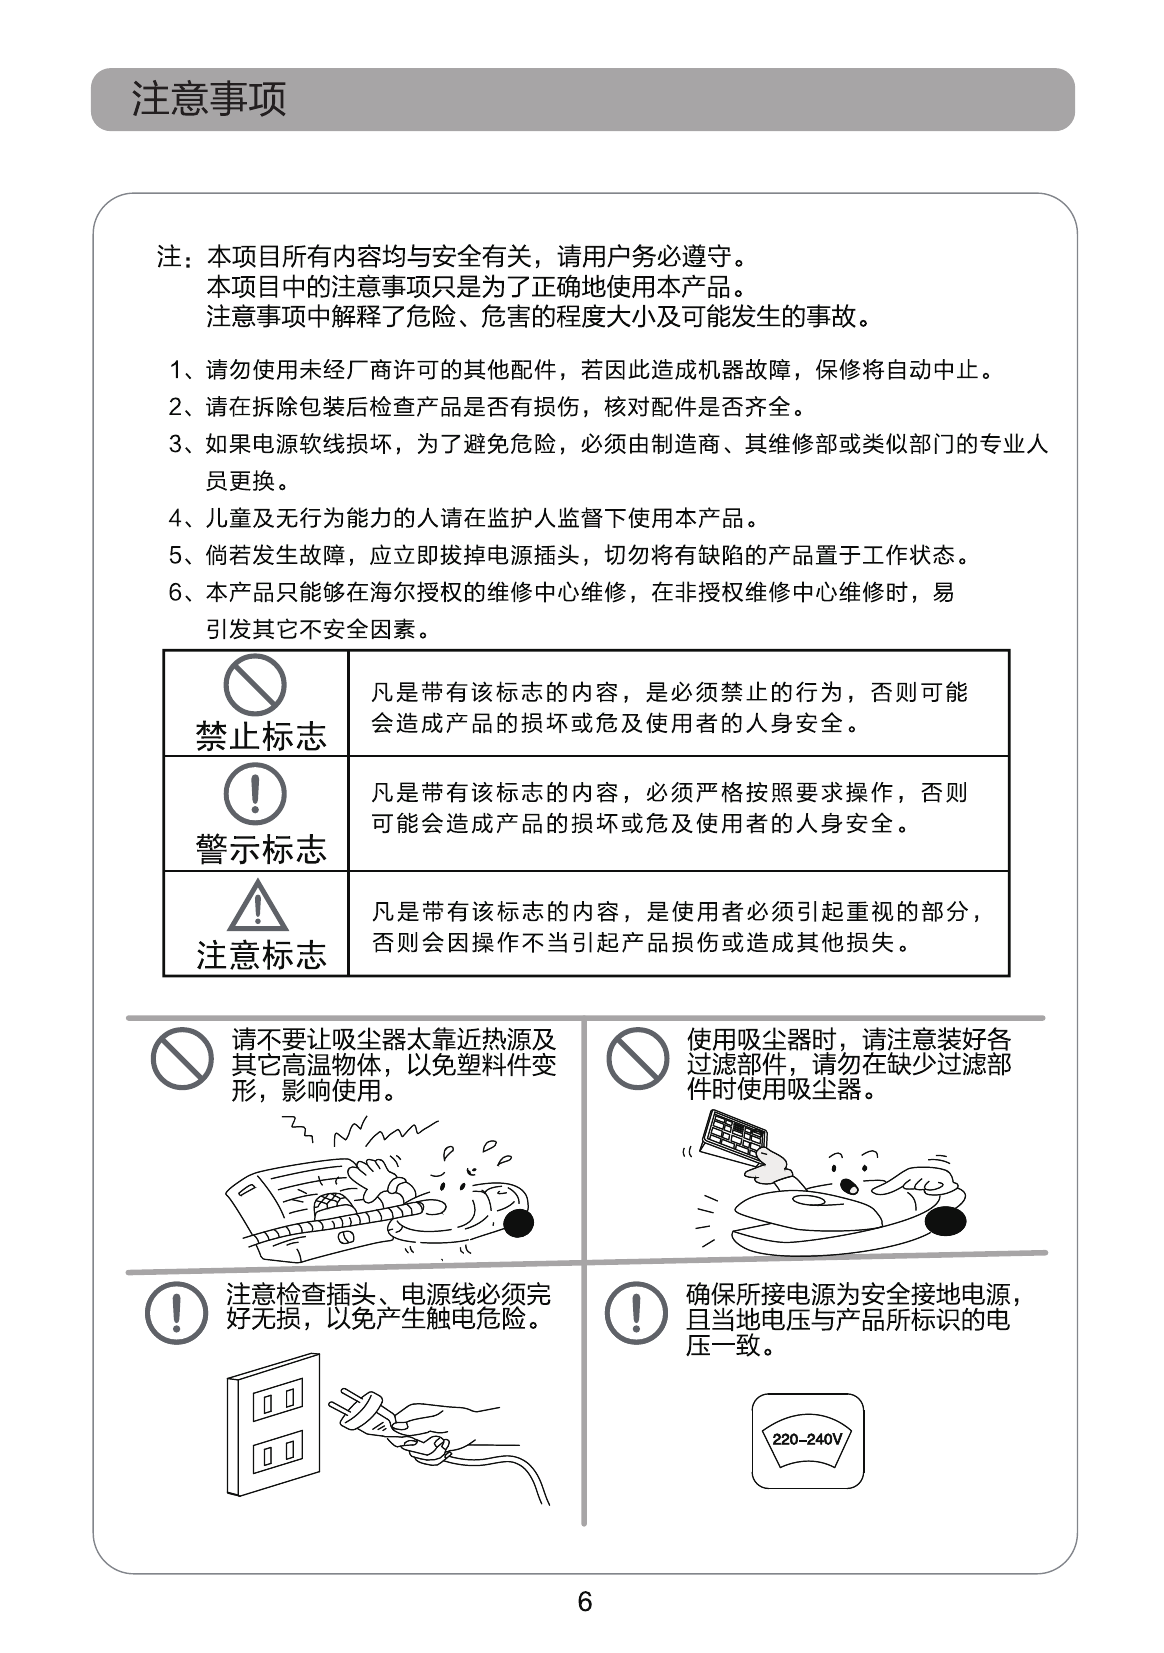 注意事项
注：本项目所有内容均与安全有关，请用户务必遵守。
本项目中的注意事项只是为了正确地使用本产品。
注意事项中解释了危险、危害的程度大小及可能发生的事故。
1、请勿使用未经厂商许可的其他配件，若因此造成机器故障，保修将自动中止。
2、请在拆除包装后检查产品是否有损伤，核对配件是否齐全。
3、如果电源软线损坏，为了避免危险，必须由制造商、其维修部或类似部门的专业人
员更换。
4、儿童及无行为能力的人请在监护人监督下使用本产品。
5、倘若发生故障，应立即拔掉电源插头，切勿将有缺陷的产品置于工作状态。
6、本产品只能够在海尔授权的维修中心维修，在非授权维修中心维修时，易
引发其它不安全因素。
禁止标志
凡是带有该标志的内容，是必须禁止的行为，否则可能
会造成产品的损坏或危及使用者的人身安全。
警示标志
凡是带有该标志的内容，必须严格按照要求操作，否则
可能会造成产品的损坏或危及使用者的人身安全。
注意标志
凡是带有该标志的内容，是使用者必须引起重视的部分，
否则会因操作不当引起产品损伤或造成其他损失。
请不要让吸尘器太靠近热源及
其它高温物体，以免塑料件变
形，影响使用。
使用吸尘器时，请注意装好各
过滤部件，请勿在缺少过滤部
件时使用吸尘器。
注意检查插头、电源线必须完
好无损，以免产生触电危险。
确保所接电源为安全接地电源，
且当地电压与产品所标识的电
压一致。
220-240V
6